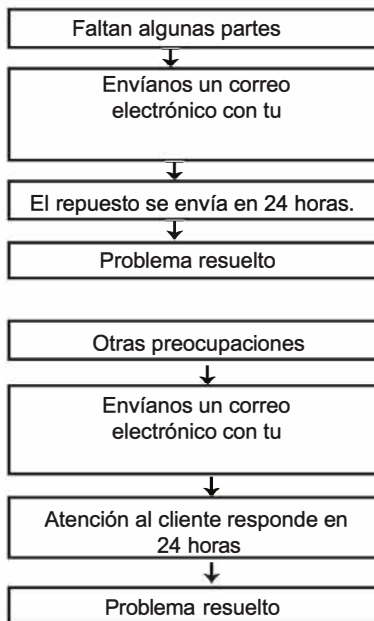 Faltan algunas partes
Envíanos un correo
electrónico con tu
El repuesto se envía en 24 horas.
Problema resuelto
Otras preocupaciones
Envíanos un correo
electrónico con tu
Atención al cliente responde en
24 horas
Problema resuelto